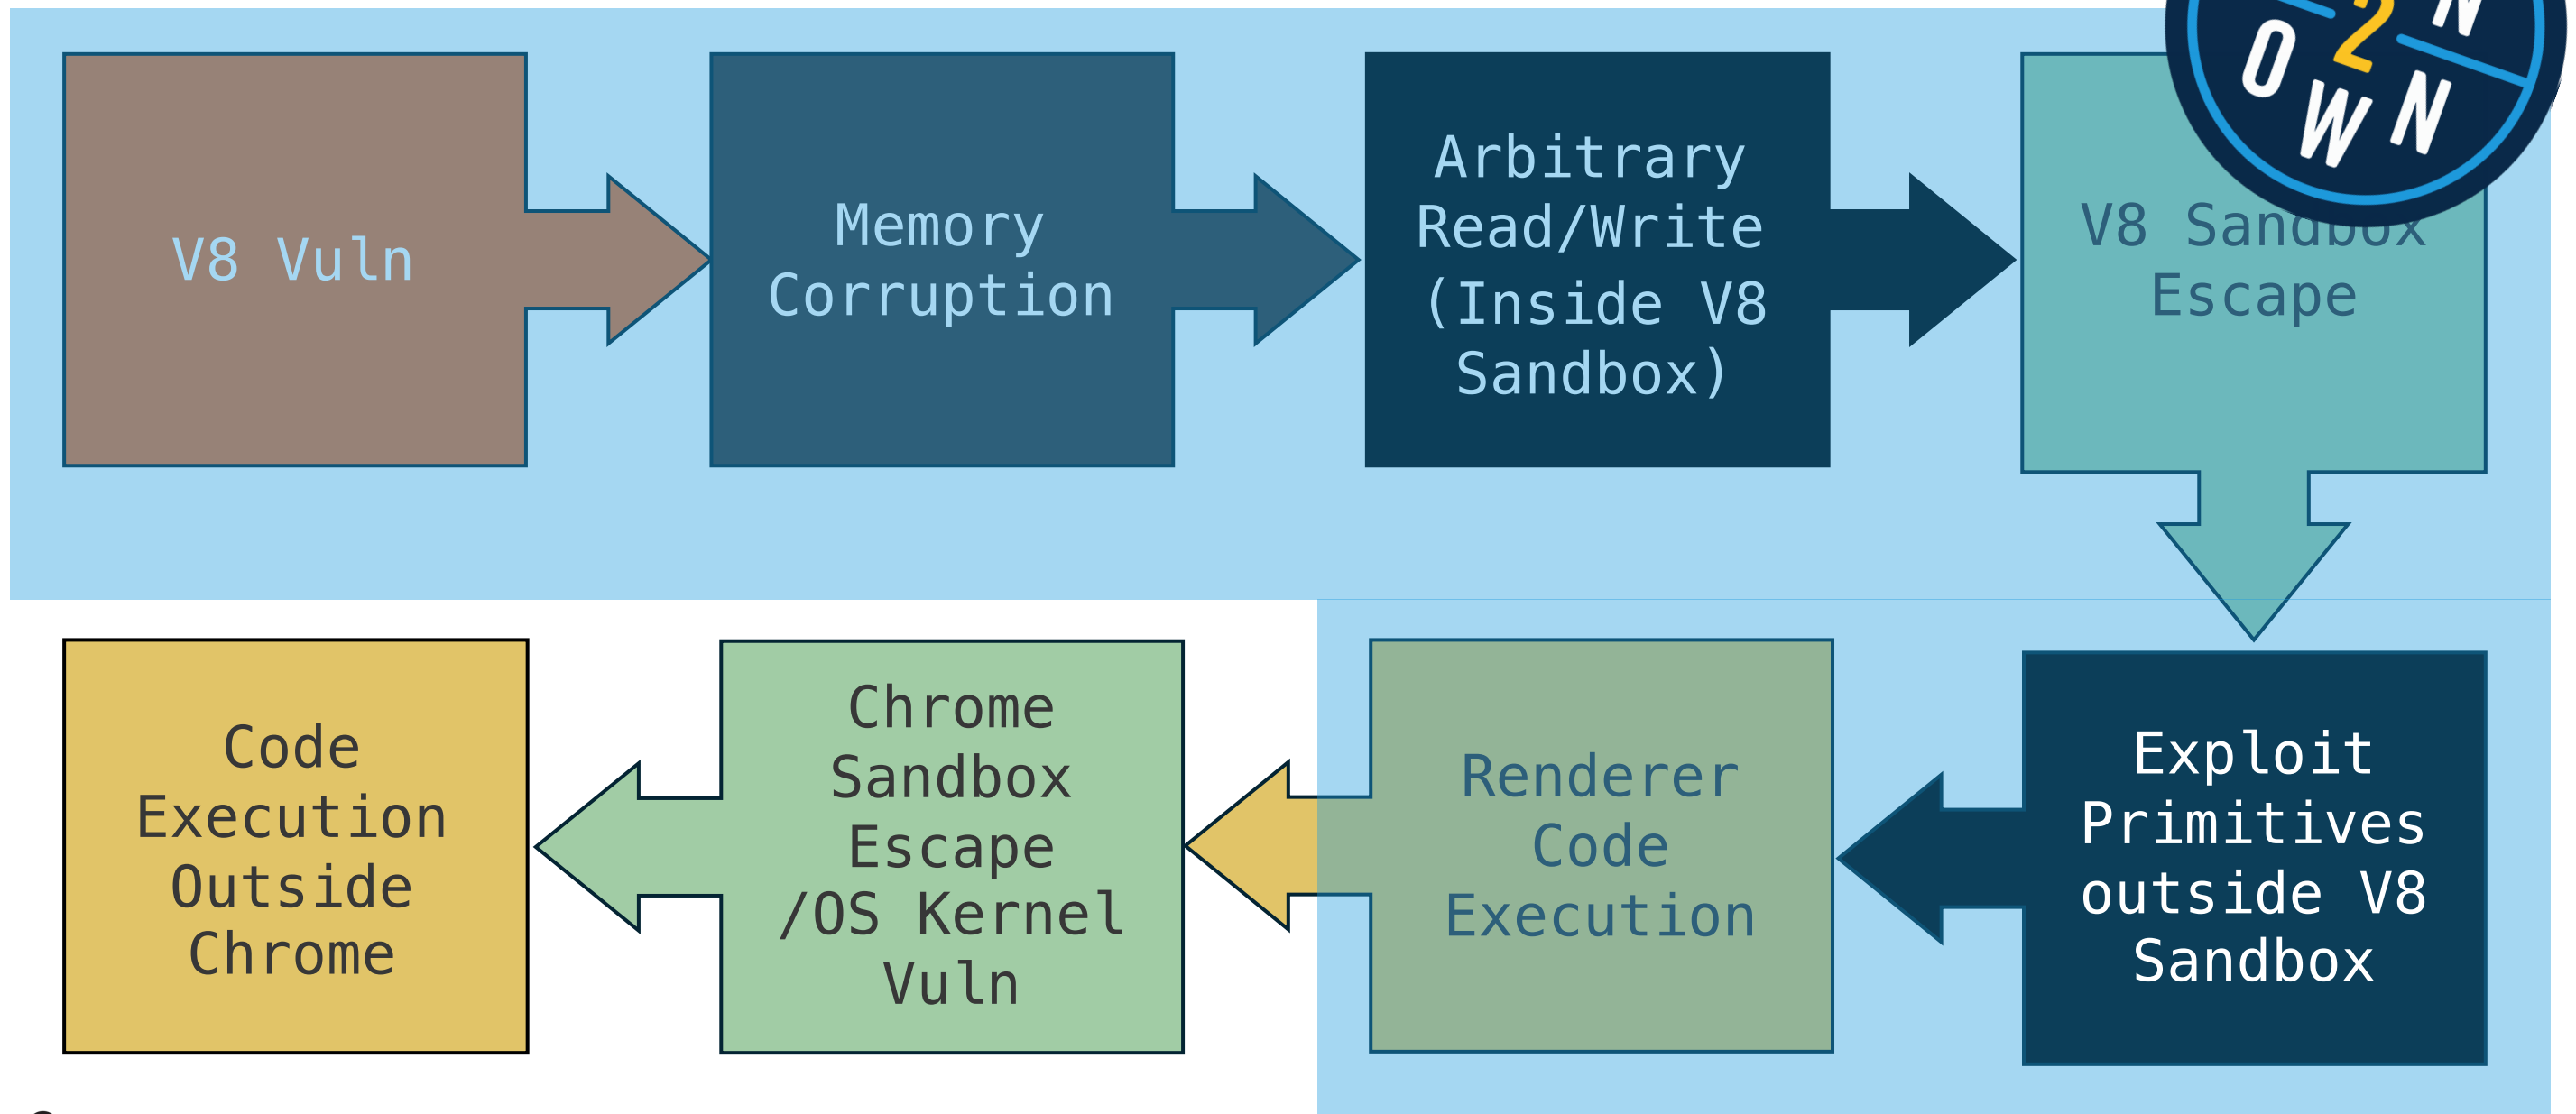 2 N
O W N
V8 Vuln
Memory
Corruption
Arbitrary
Read/Write
(Inside V8
Sandbox)
V8 Sandbox
Escape
Code
Execution
Outside
Chrome
Chrome
Sandbox
Escape
/OS Kernel
Vuln
Renderer
Code
Execution
Exploit
Primitives
outside V8
Sandbox